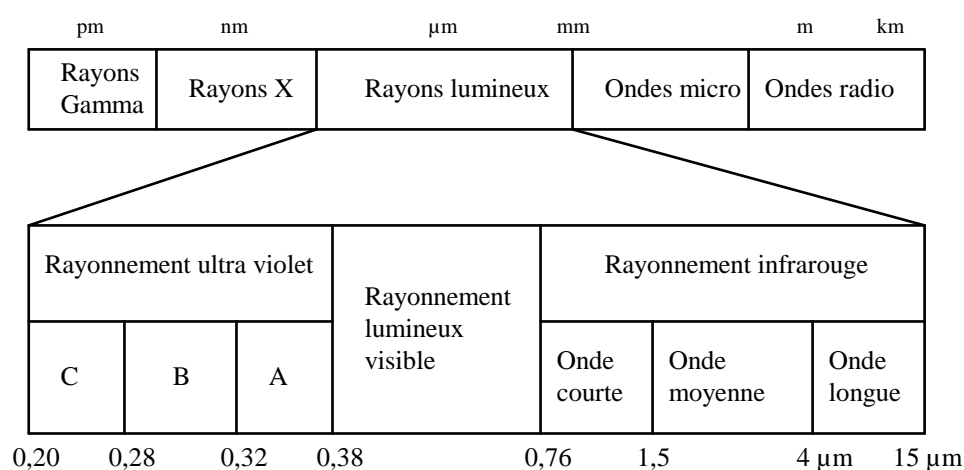 pm nm µm mm m km
Rayons
Gamma
Rayons X
Rayons lumineux
Ondes micro
Ondes radio
Rayonnement ultra violet
Rayonnement
lumineux
visible
Rayonnement infrarouge
C
B
A
Onde
courte
Onde
moyenne
Onde
longue
0,20 0,28 0,32 0,38 0,76 1,5 4 µm 15 µm